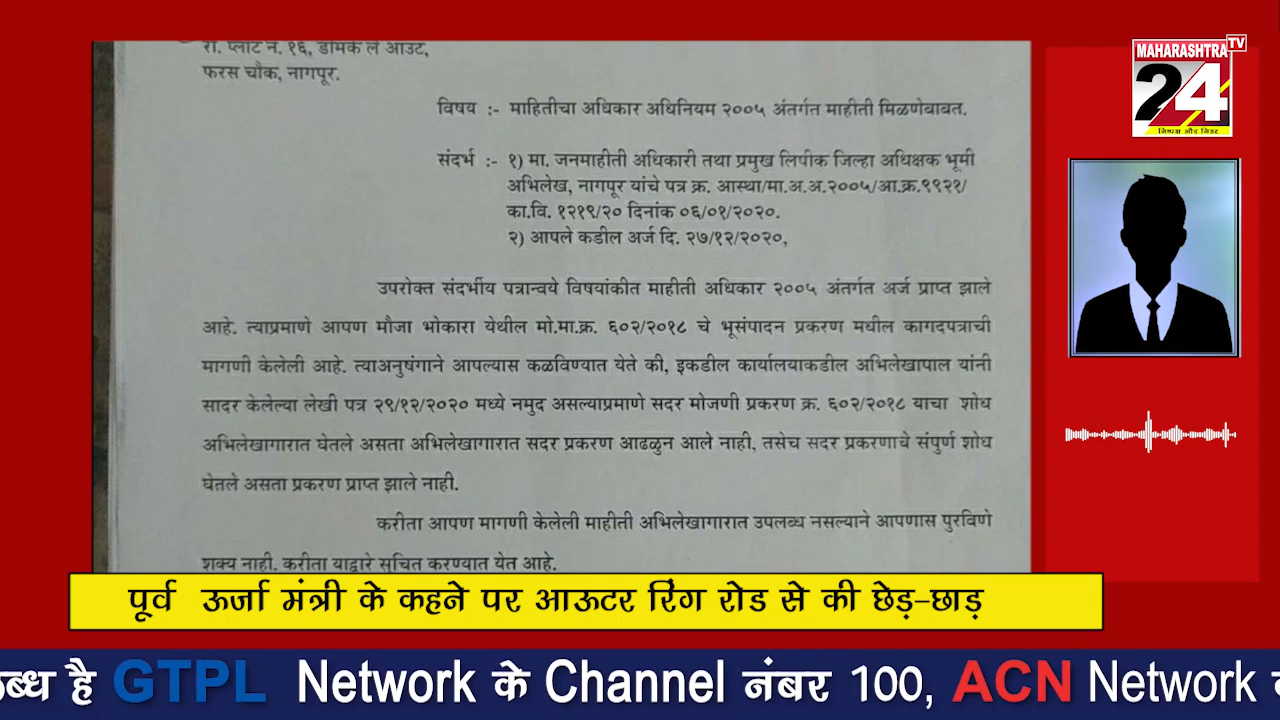 रा. प्लाट न. १६, डोमके ले आउट,
फरस चौक, नागपूर.
विषय :- माहितीचा अधिकार अधिनियम २००५ अंतर्गत माहीती मिळणेबाबत.
संदर्भ :- १) मा. जनमाहीती अधिकारी तथा प्रमुख लिपीक जिल्हा अधिक्षक भूमी
अभिलेख, नागपूर यांचे पत्र क्र. आस्था/मा.अ.अ.२००५/आ.क्र.९९२१/
का.वि. १२१९/२० दिनांक ०६/०१/२०२०.
२) आपले कडील अर्ज दि. २७/१२/२०२०,
उपरोक्त संदर्भीय पत्रान्वये विषयांकीत माहीती अधिकार २००५ अंतर्गत अर्ज प्राप्त झाले
आहे. त्याप्रमाणे आपण मौजा भोकारा येथील मो.मा.क्र. ६०२/२०१८ चे भूसंपादन प्रकरण मधील कागदपत्राची
मागणी केलेली आहे. त्याअनुषंगाने आपल्यास कळविण्यात येते की, इकडील कार्यालयाकडील अभिलेखापाल यांनी
सादर केलेल्या लेखी पत्र २९/१२/२०२० मध्ये नमुद असल्याप्रमाणे सदर मोजणी प्रकरण क्र. ६०२/२०१८ याचा शोध
अभिलेखागारात घेतले असता अभिलेखागारात सदर प्रकरण आढळुन आले नाही, तसेच सदर प्रकरणाचे संपुर्ण शोध
घेतले असता प्रकरण प्राप्त झाले नाही.
करीता आपण मागणी केलेली माहीती अभिलेखागारात उपलब्ध नसल्याने आपणास पुरविणे
शक्य नाही. करीता याद्वारे सुचित करण्यात येत आहे.
MAHARASHTRA TV
24
निष्पक्ष और निडर
पूर्व ऊर्जा मंत्री के कहने पर आऊटर रिंग रोड से की छेड़-छाड़
ब्ध है GTPL Network के Channel नंबर 100, ACN Network